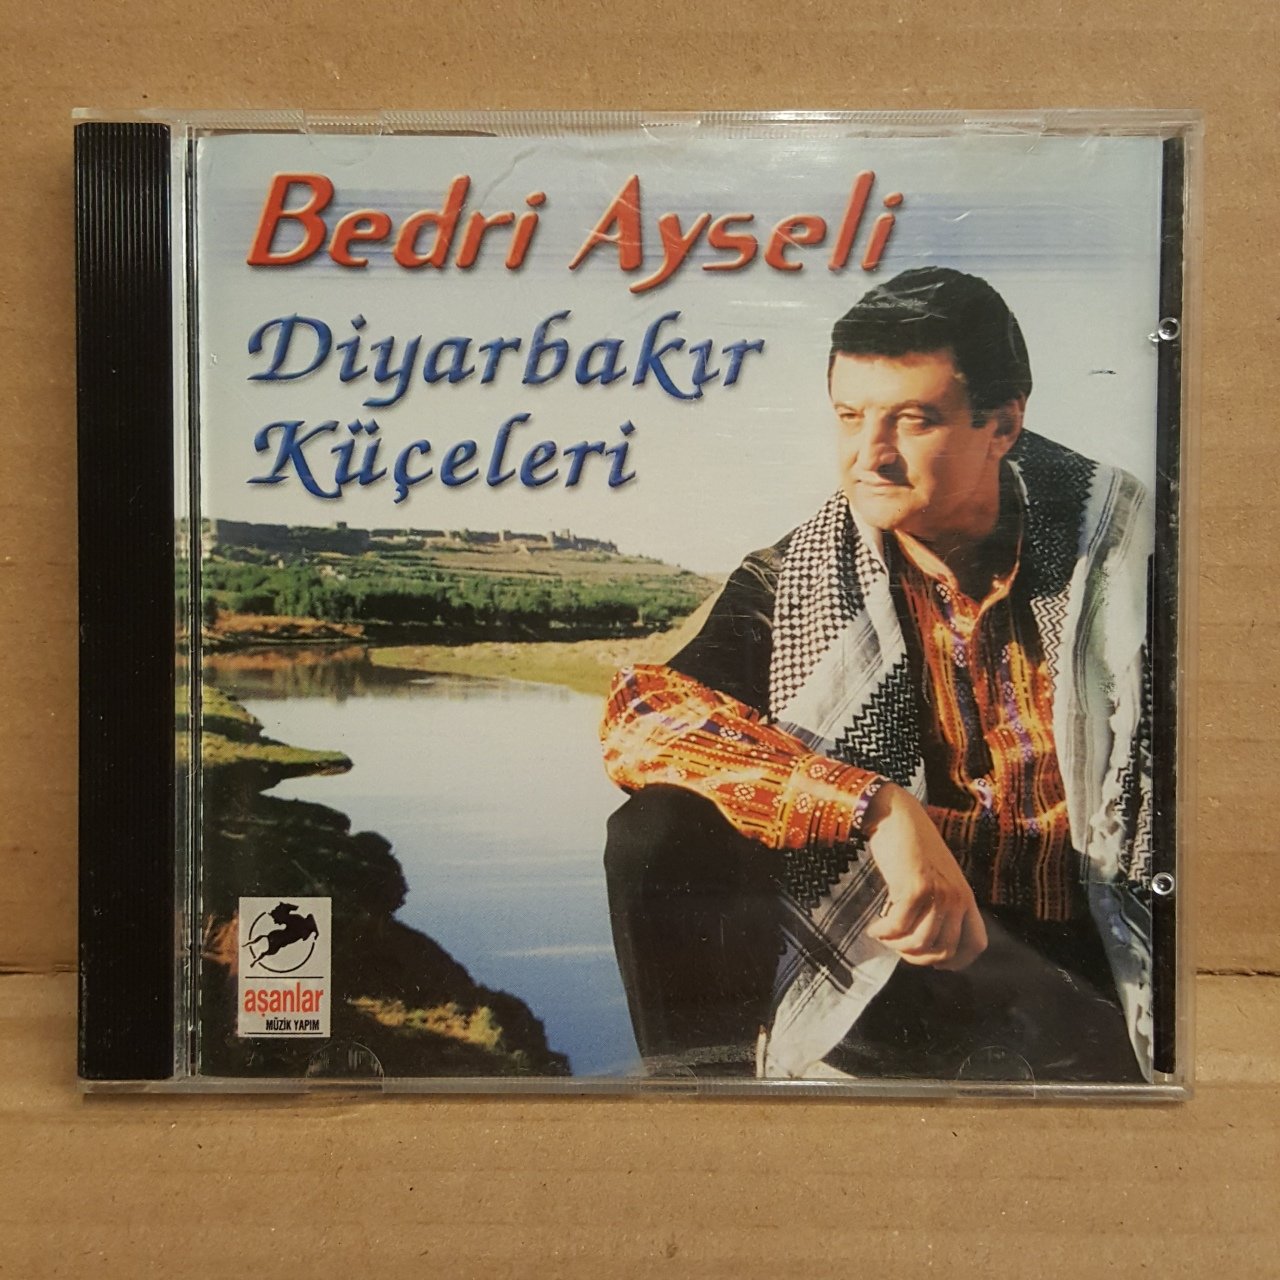 Bedri Ayseli
Diyarbakır
Küçeleri
aşanlar
MÜZİK YAPIM